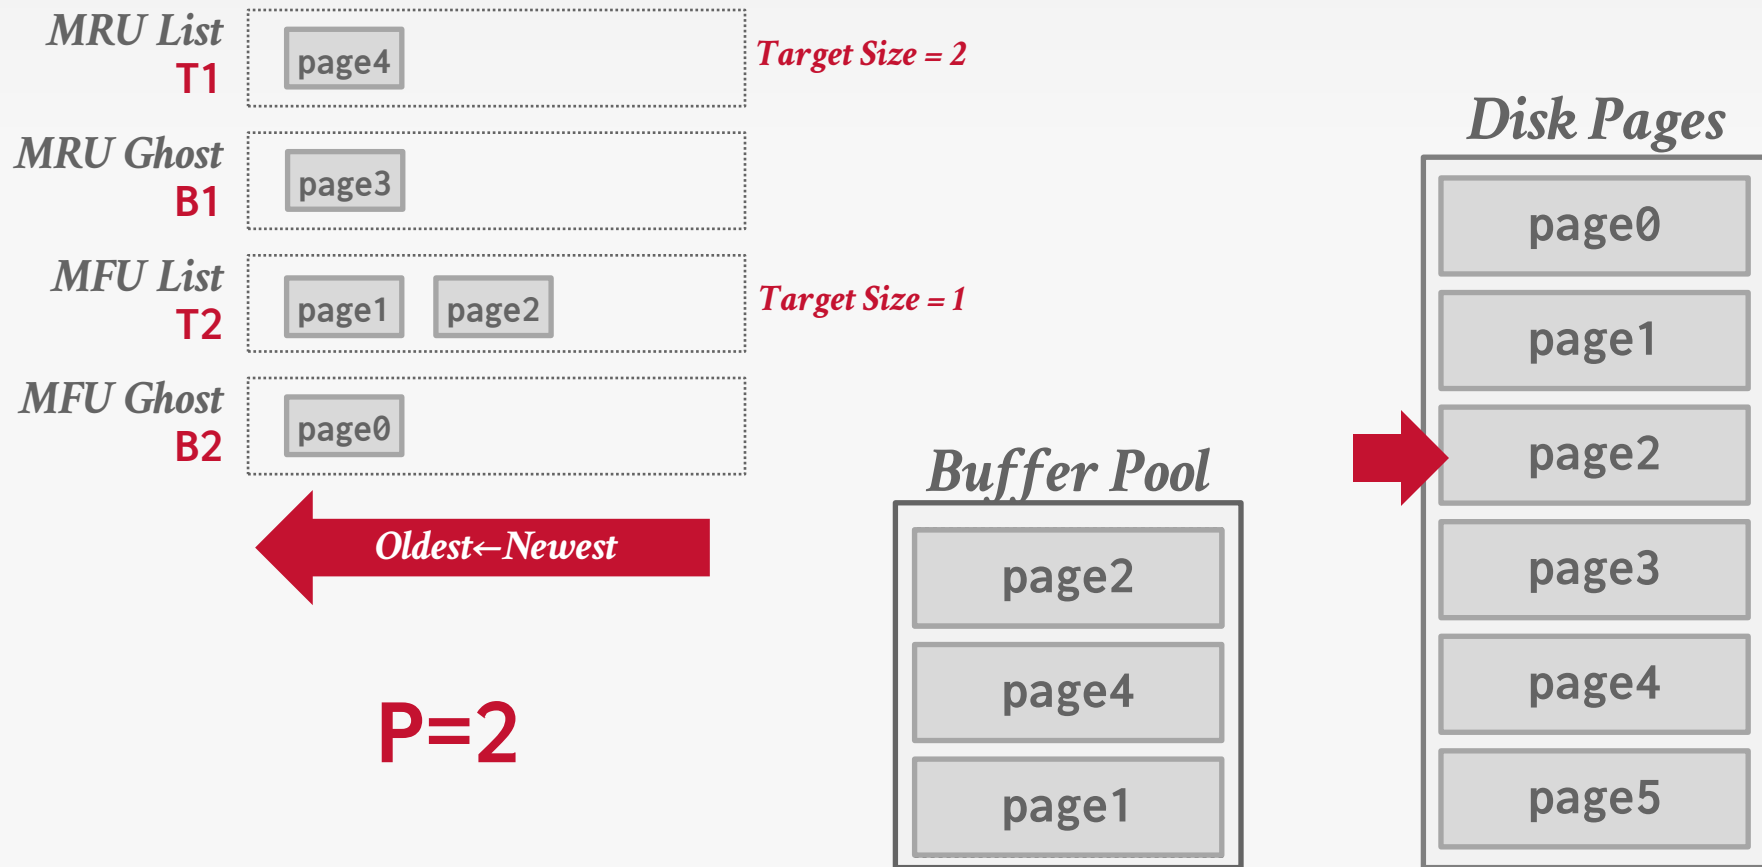 MRU List
T1
page4
Target Size = 2
MRU Ghost
B1
page3
MFU List
T2
page1 page2
Target Size = 1
MFU Ghost
B2
page0
Oldest←Newest
P=2
Buffer Pool
page2
page4
page1
Disk Pages
page0
page1
page2
page3
page4
page5